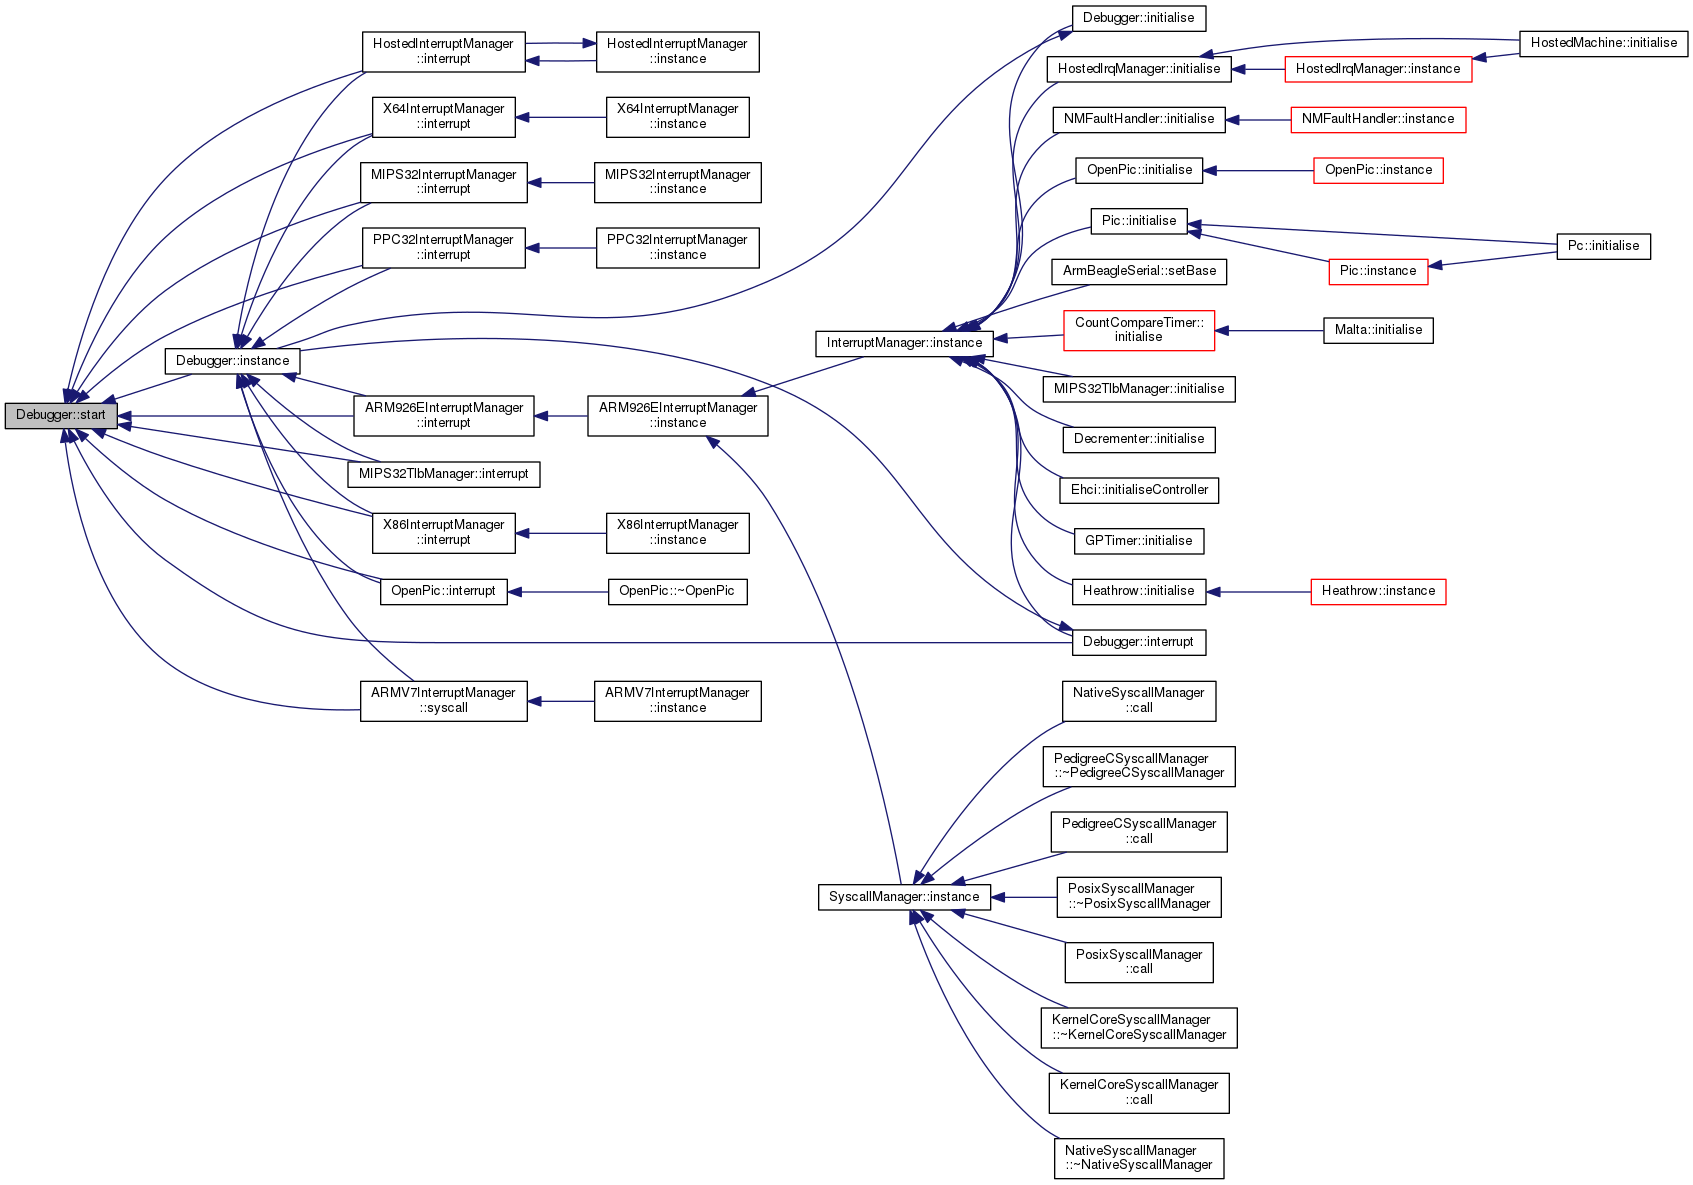 Debugger::start
Debugger::instance
HostedInterruptManager
::interrupt
X64InterruptManager
::interrupt
MIPS32InterruptManager
::interrupt
PPC32InterruptManager
::interrupt
ARM926EInterruptManager
::interrupt
MIPS32TlbManager::interrupt
X86InterruptManager
::interrupt
OpenPic::interrupt
ARMV7InterruptManager
::syscall
HostedInterruptManager
::instance
X64InterruptManager
::instance
MIPS32InterruptManager
::instance
PPC32InterruptManager
::instance
ARM926EInterruptManager
::instance
X86InterruptManager
::instance
OpenPic::~OpenPic
ARMV7InterruptManager
::instance
InterruptManager::instance
SyscallManager::instance
Debugger::initialise
HostedIrqManager::initialise
NMFaultHandler::initialise
OpenPic::initialise
Pic::initialise
ArmBeagleSerial::setBase
CountCompareTimer::
initialise
MIPS32TlbManager::initialise
Decrementer::initialise
Ehci::initialiseController
GPTimer::initialise
Heathrow::initialise
Debugger::interrupt
NativeSyscallManager
::call
PedigreeCSyscallManager
::~PedigreeCSyscallManager
PedigreeCSyscallManager
::call
PosixSyscallManager
::~PosixSyscallManager
PosixSyscallManager
::call
KernelCoreSyscallManager
::~KernelCoreSyscallManager
KernelCoreSyscallManager
::call
NativeSyscallManager
::~NativeSyscallManager
HostedIrqManager::instance
NMFaultHandler::instance
OpenPic::instance
Pic::instance
Malta::initialise
Heathrow::instance
HostedMachine::initialise
Pc::initialise